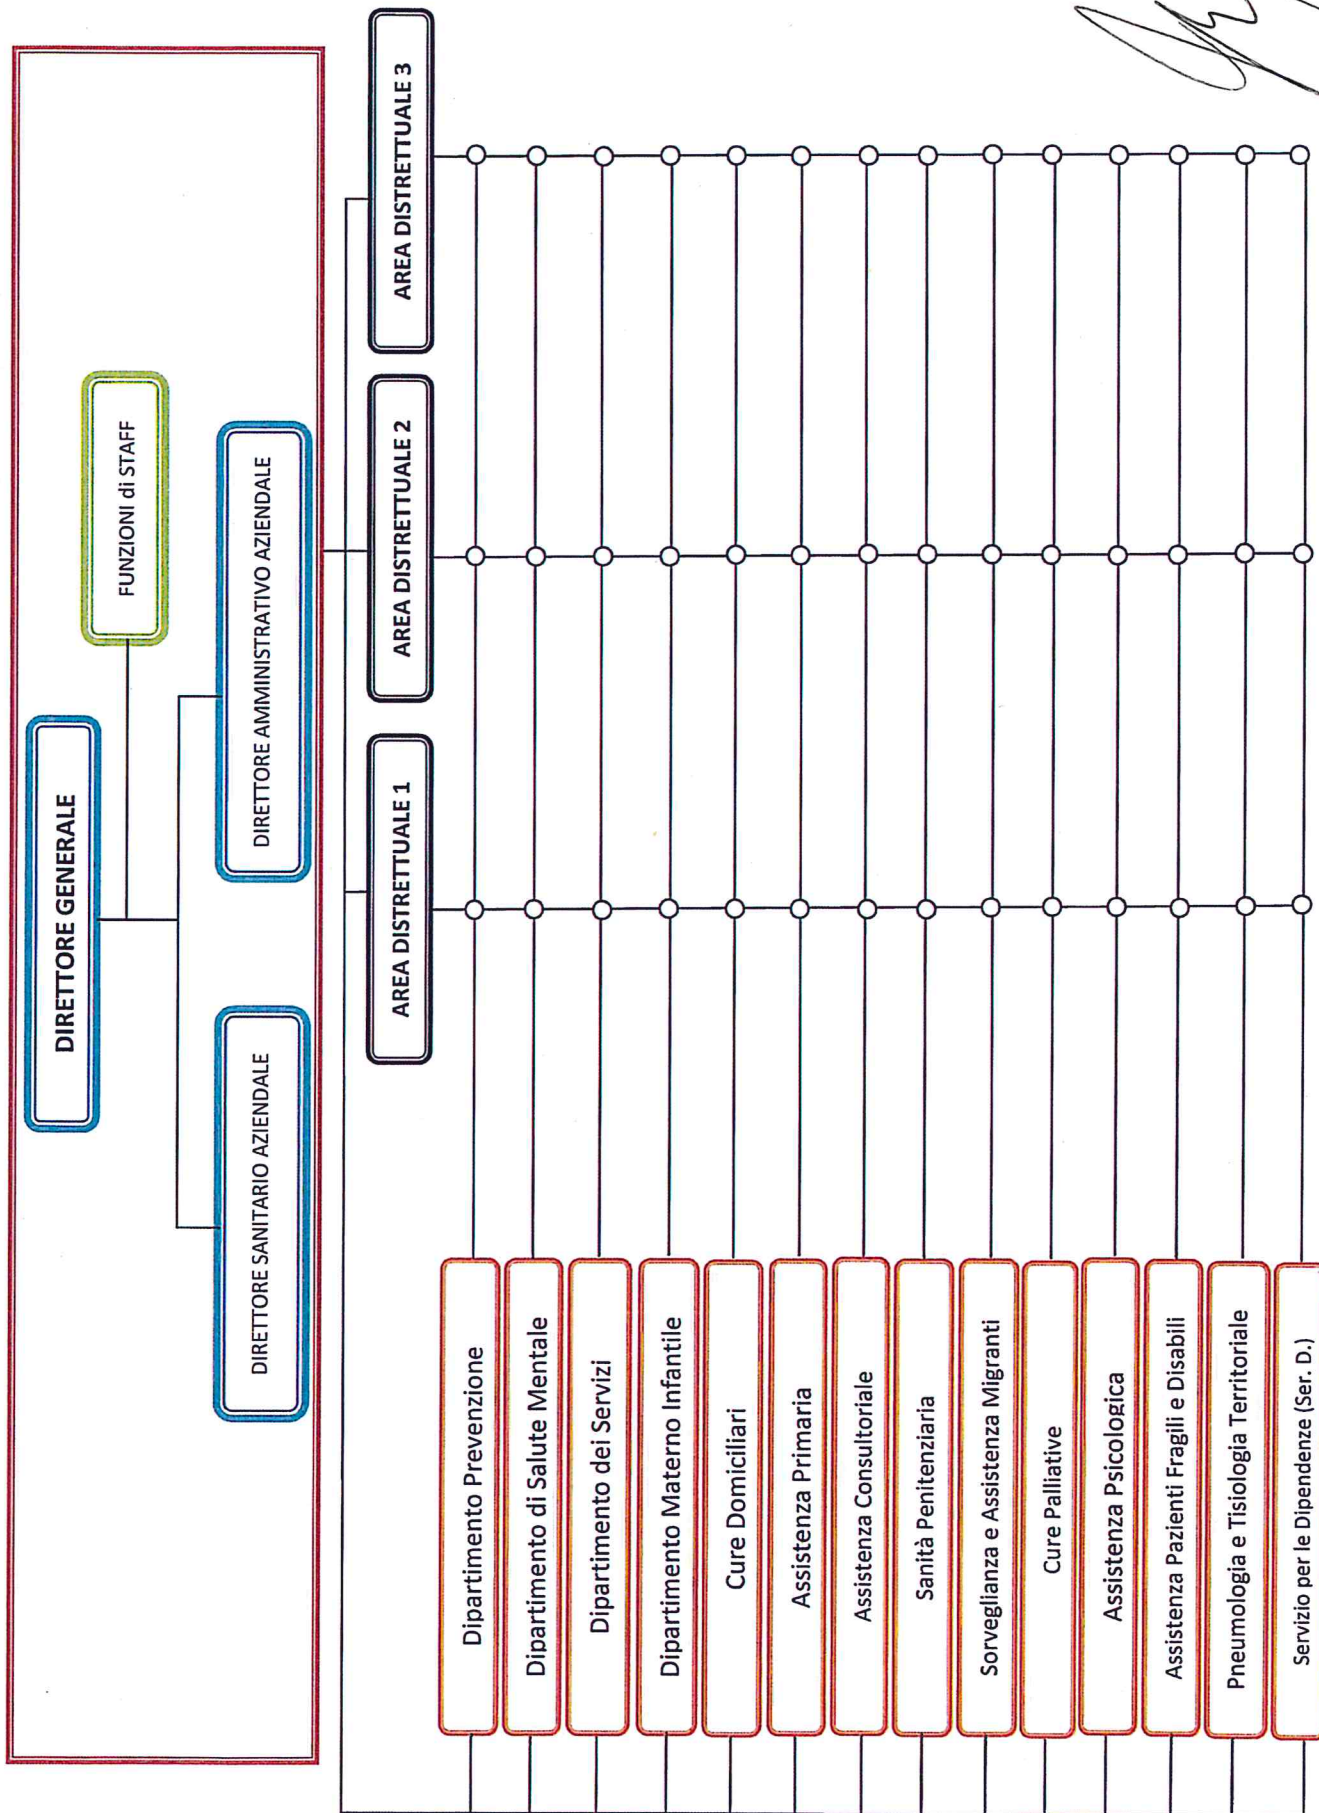 DIRETTORE GENERALE
FUNZIONI di STAFF
DIRETTORE SANITARIO AZIENDALE
DIRETTORE AMMINISTRATIVO AZIENDALE
AREA DISTRETTUALE 1
AREA DISTRETTUALE 2
AREA DISTRETTUALE 3
Dipartimento Prevenzione
Dipartimento di Salute Mentale
Dipartimento dei Servizi
Dipartimento Materno Infantile
Cure Domiciliari
Assistenza Primaria
Assistenza Consultoriale
Sanità Penitenziaria
Sorveglianza e Assistenza Migranti
Cure Palliative
Assistenza Psicologica
Assistenza Pazienti Fragili e Disabili
Pneumologia e Tisiologia Territoriale
Servizio per le Dipendenze (Ser. D.)